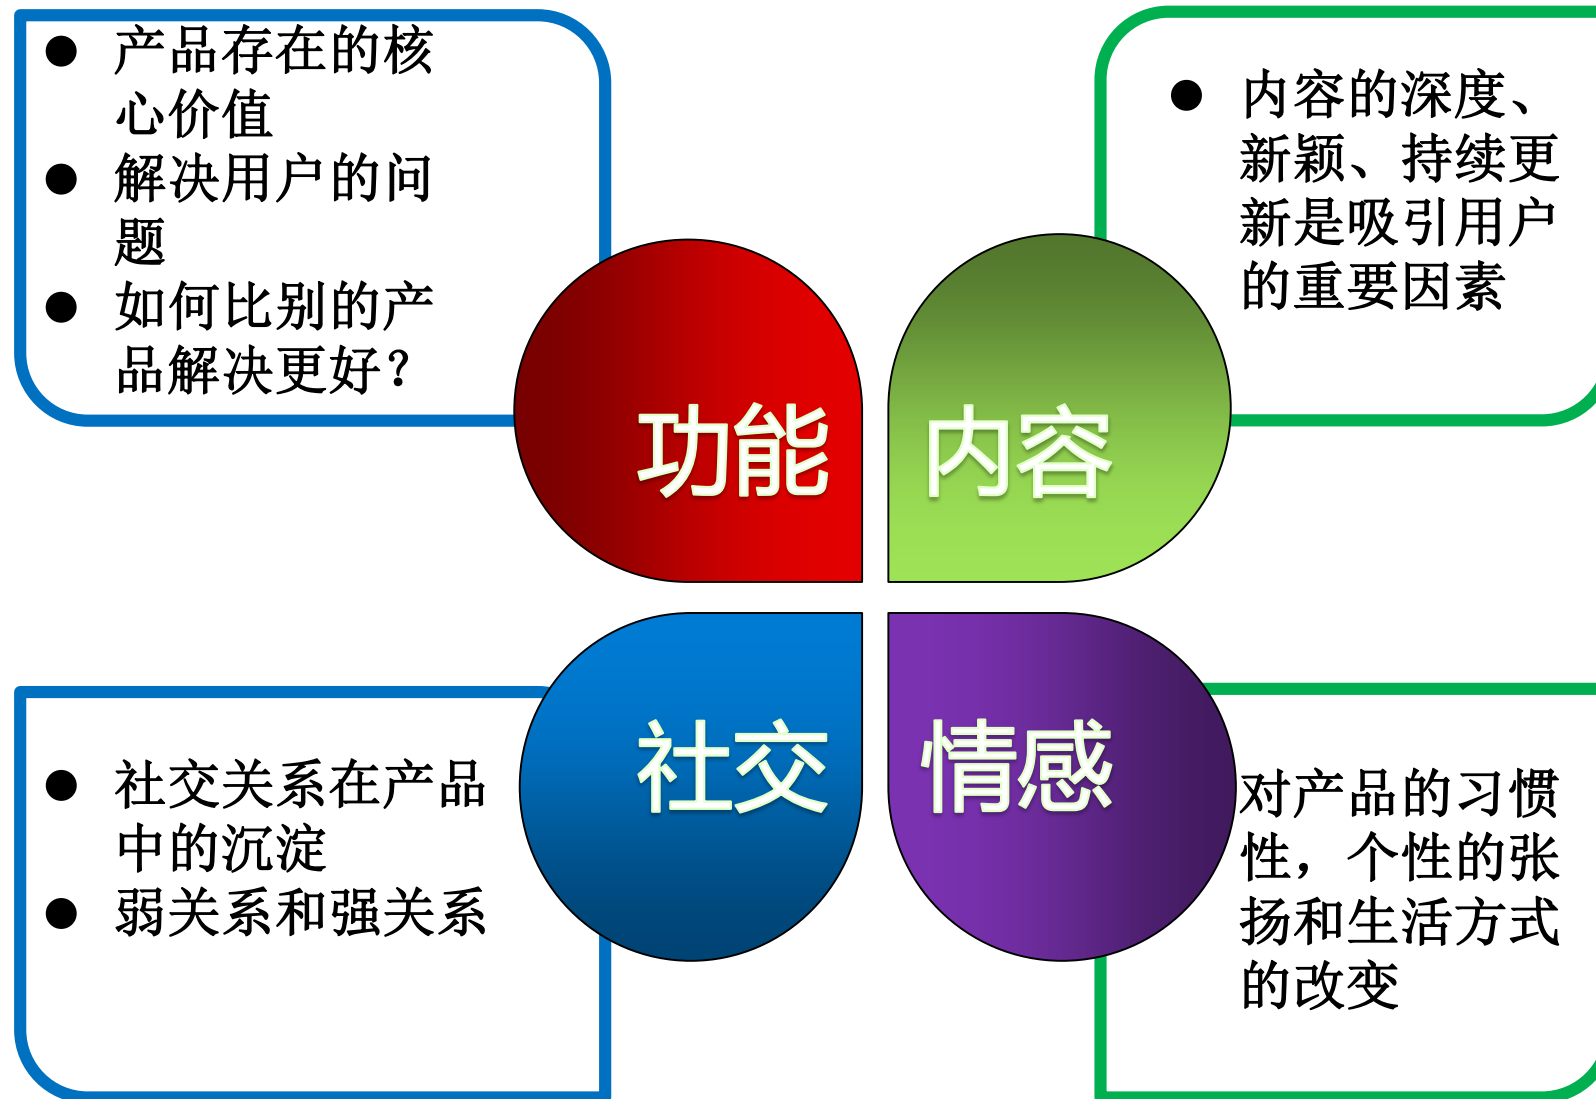 ● 产品存在的核
心价值
● 解决用户的问
题
● 如何比别的产
品解决更好？
● 内容的深度、
新颖、持续更
新是吸引用户
的重要因素
功能
内容
社交
情感
● 社交关系在产品
中的沉淀
● 弱关系和强关系
对产品的习惯
性，个性的张
扬和生活方式
的改变